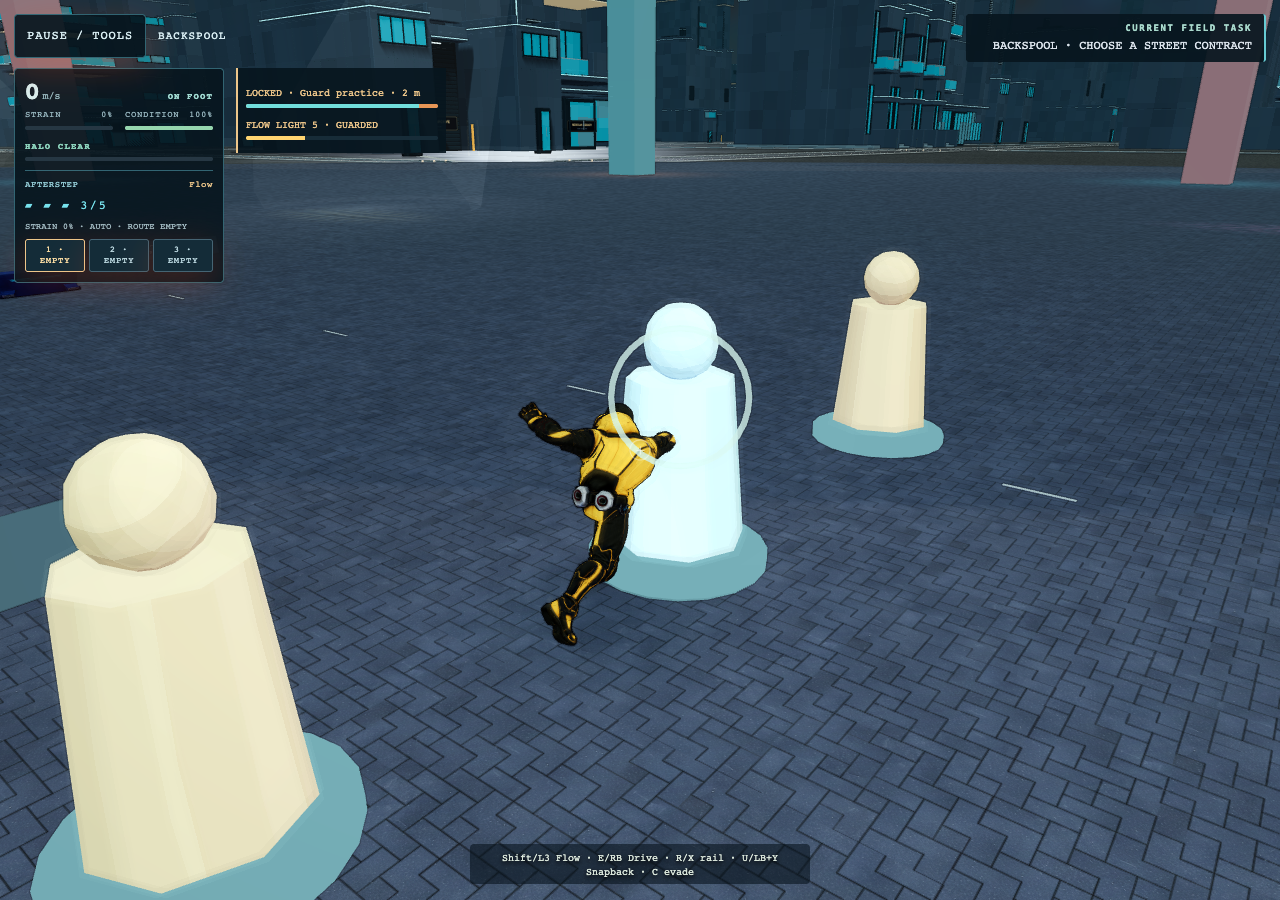 PAUSE / TOOLS
BACKSPOOL
CURRENT FIELD TASK
BACKSPOOL · CHOOSE A STREET CONTRACT
0 m/s
ON FOOT
STRAIN 0% CONDITION 100%
HALO CLEAR
AFTERSTEP Flow
3/5
STRAIN 0% · AUTO · ROUTE EMPTY
1 · EMPTY
2 · EMPTY
3 · EMPTY
LOCKED · Guard practice · 2 m
FLOW LIGHT 5 · GUARDED
Shift/L3 Flow · E/RB Drive · R/X rail · U/LB+Y
Snapback · C evade